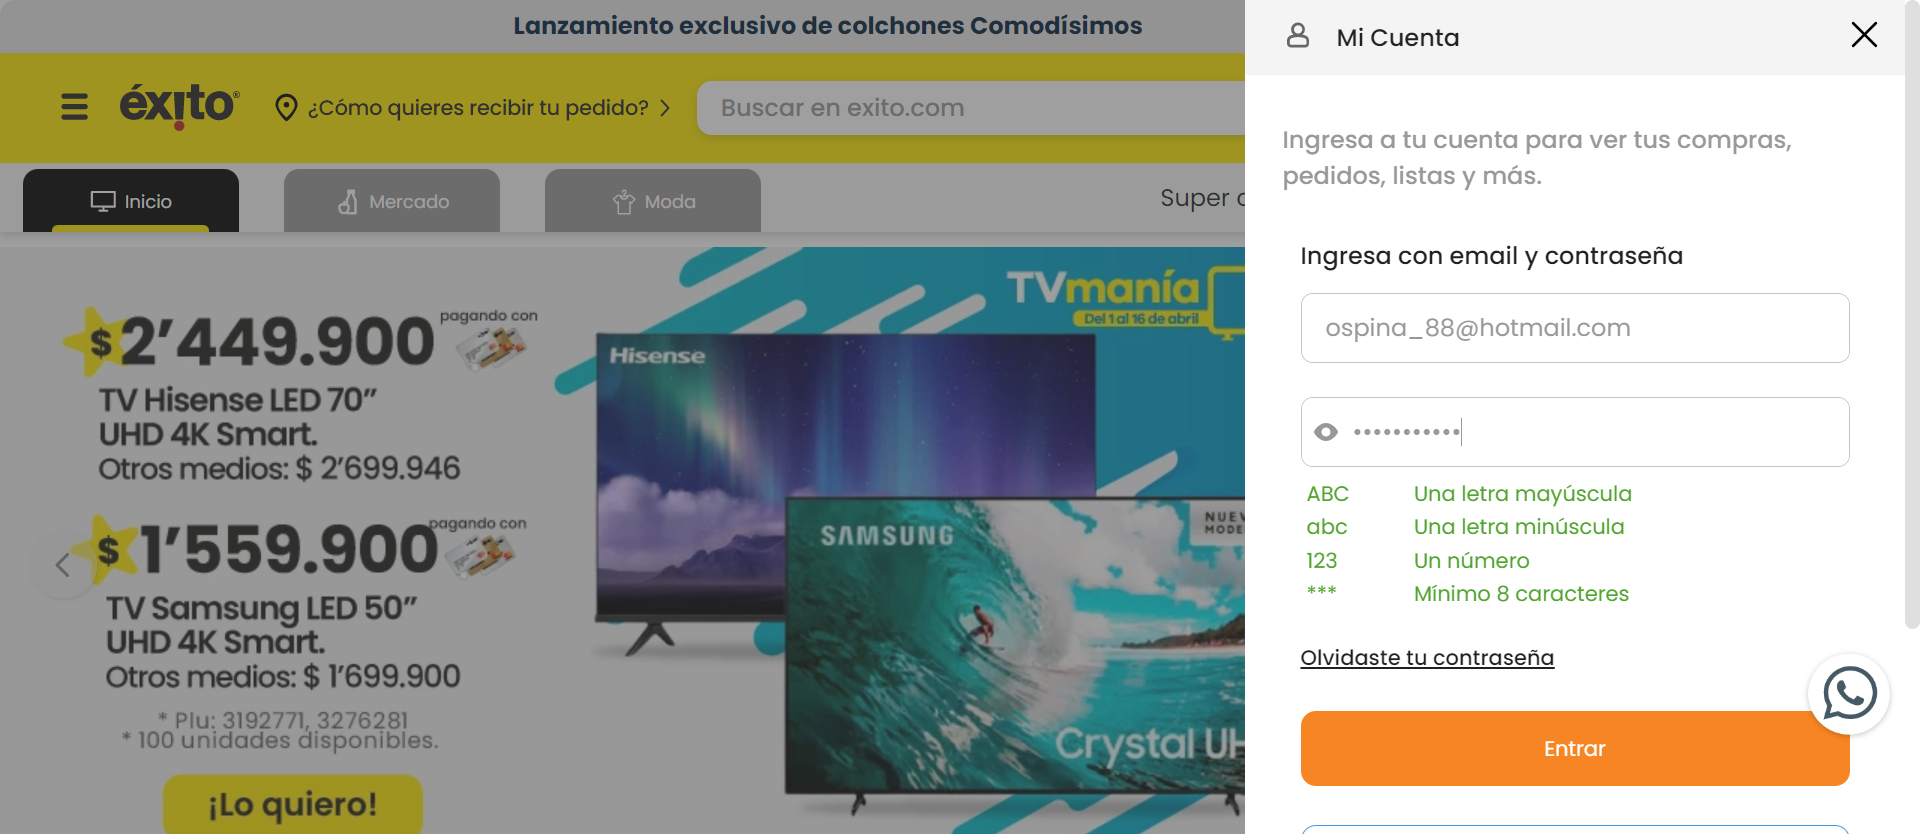 Lanzamiento exclusivo de colchones Comodísimos
éxito
¿Cómo quieres recibir tu pedido?
Buscar en exito.com
Inicio
Mercado
Moda
Super
TVmanía
Del 1 al 16 de abril
$ 2'449.900
pagando con
TV Hisense LED 70”
UHD 4K Smart.
Otros medios: $ 2'699.946
$ 1'559.900
pagando con
TV Samsung LED 50”
UHD 4K Smart.
Otros medios: $ 1'699.900
* Plu: 3192771, 3276281
* 100 unidades disponibles.
¡Lo quiero!
Hisense
SAMSUNG
Crystal
Mi Cuenta
Ingresa a tu cuenta para ver tus compras,
pedidos, listas y más.
Ingresa con email y contraseña
ospina_88@hotmail.com
•••••••••••
ABC Una letra mayúscula
abc Una letra minúscula
123 Un número
*** Mínimo 8 caracteres
Olvidaste tu contraseña
Entrar